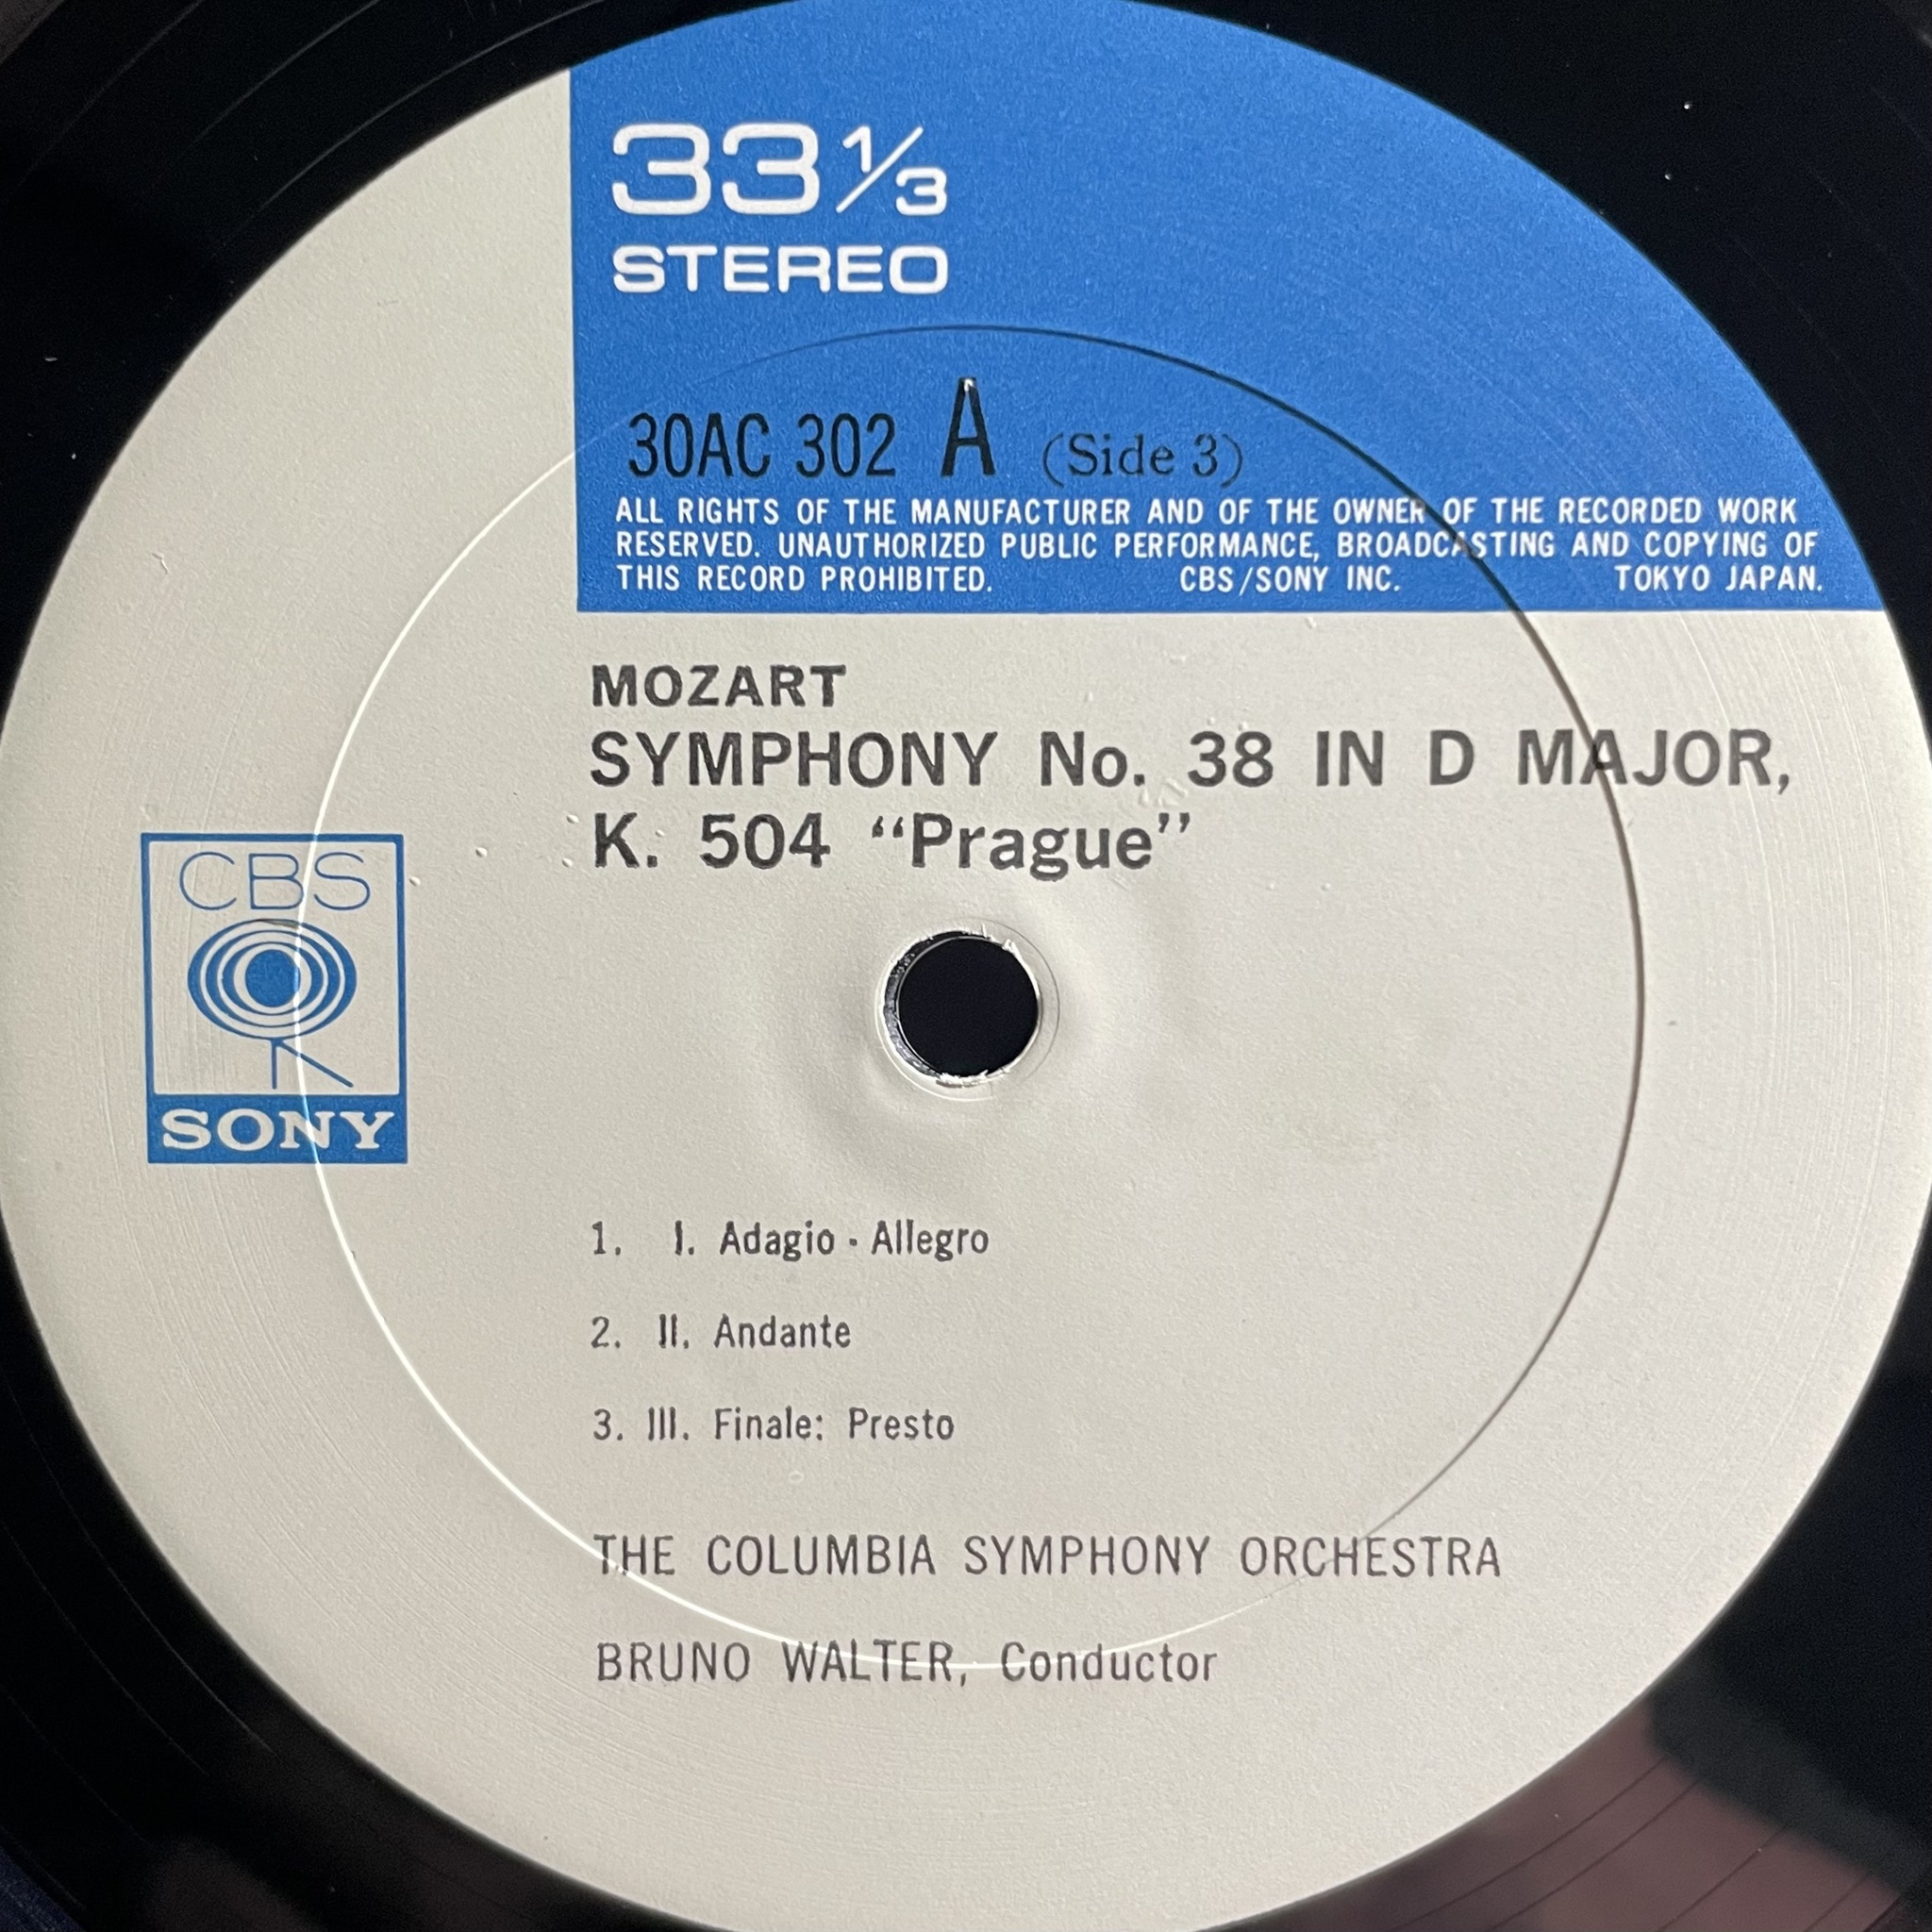 33 1/3
STEREO
30AC 302 A (Side 3)
ALL RIGHTS OF THE MANUFACTURER AND OF THE OWNER OF THE RECORDED WORK
RESERVED. UNAUTHORIZED PUBLIC PERFORMANCE, BROADCASTING AND COPYING OF
THIS RECORD PROHIBITED. CBS/SONY INC. TOKYO JAPAN.
MOZART
SYMPHONY No. 38 IN D MAJOR,
K. 504 “Prague”
CBS
SONY
1. I. Adagio - Allegro
2. II. Andante
3. III. Finale: Presto
THE COLUMBIA SYMPHONY ORCHESTRA
BRUNO WALTER, Conductor